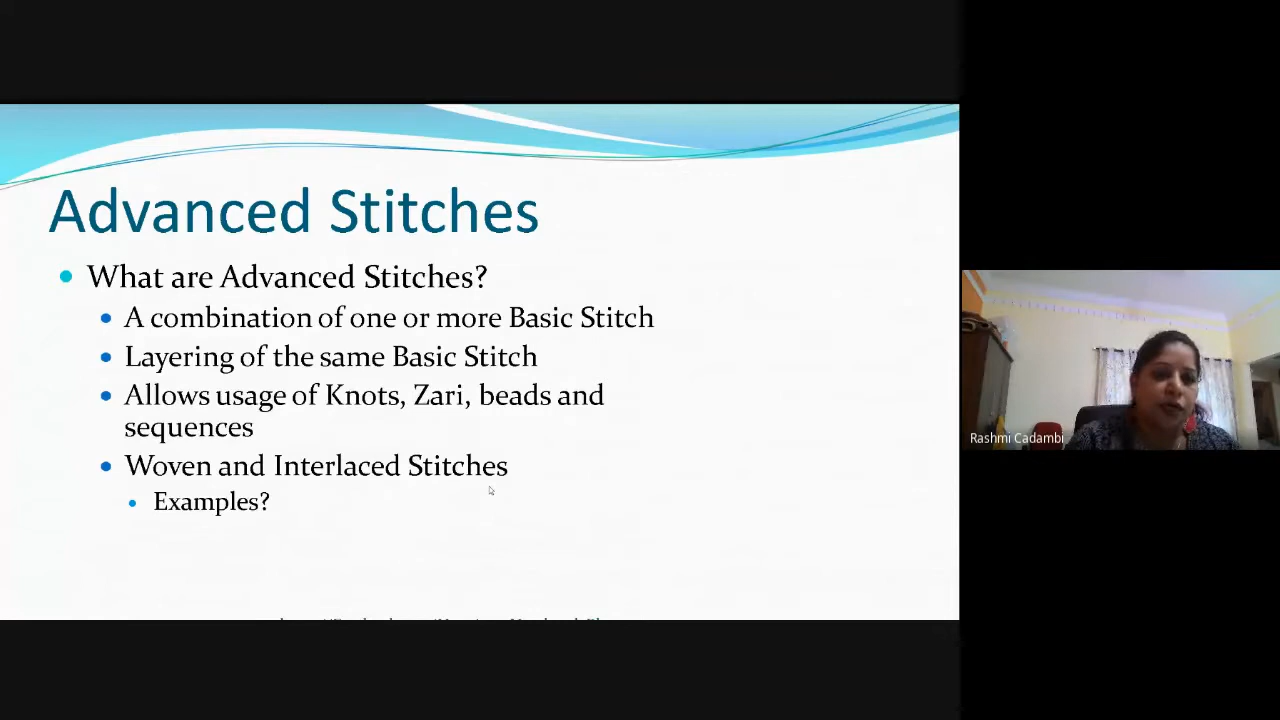 Advanced Stitches
What are Advanced Stitches?
A combination of one or more Basic Stitch
Layering of the same Basic Stitch
Allows usage of Knots, Zari, beads and
sequences
Woven and Interlaced Stitches
Examples?
Rashmi Cadambi